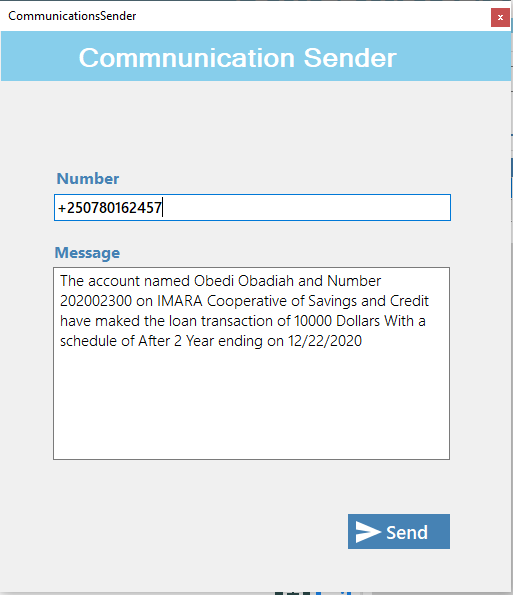 CommunicationsSender
x
Commnunication Sender
Number
+250780162457
Message
The account named Obedi Obadiah and Number
202002300 on IMARA Cooperative of Savings and Credit
have maked the loan transaction of 10000 Dollars With a
schedule of After 2 Year ending on 12/22/2020
Send